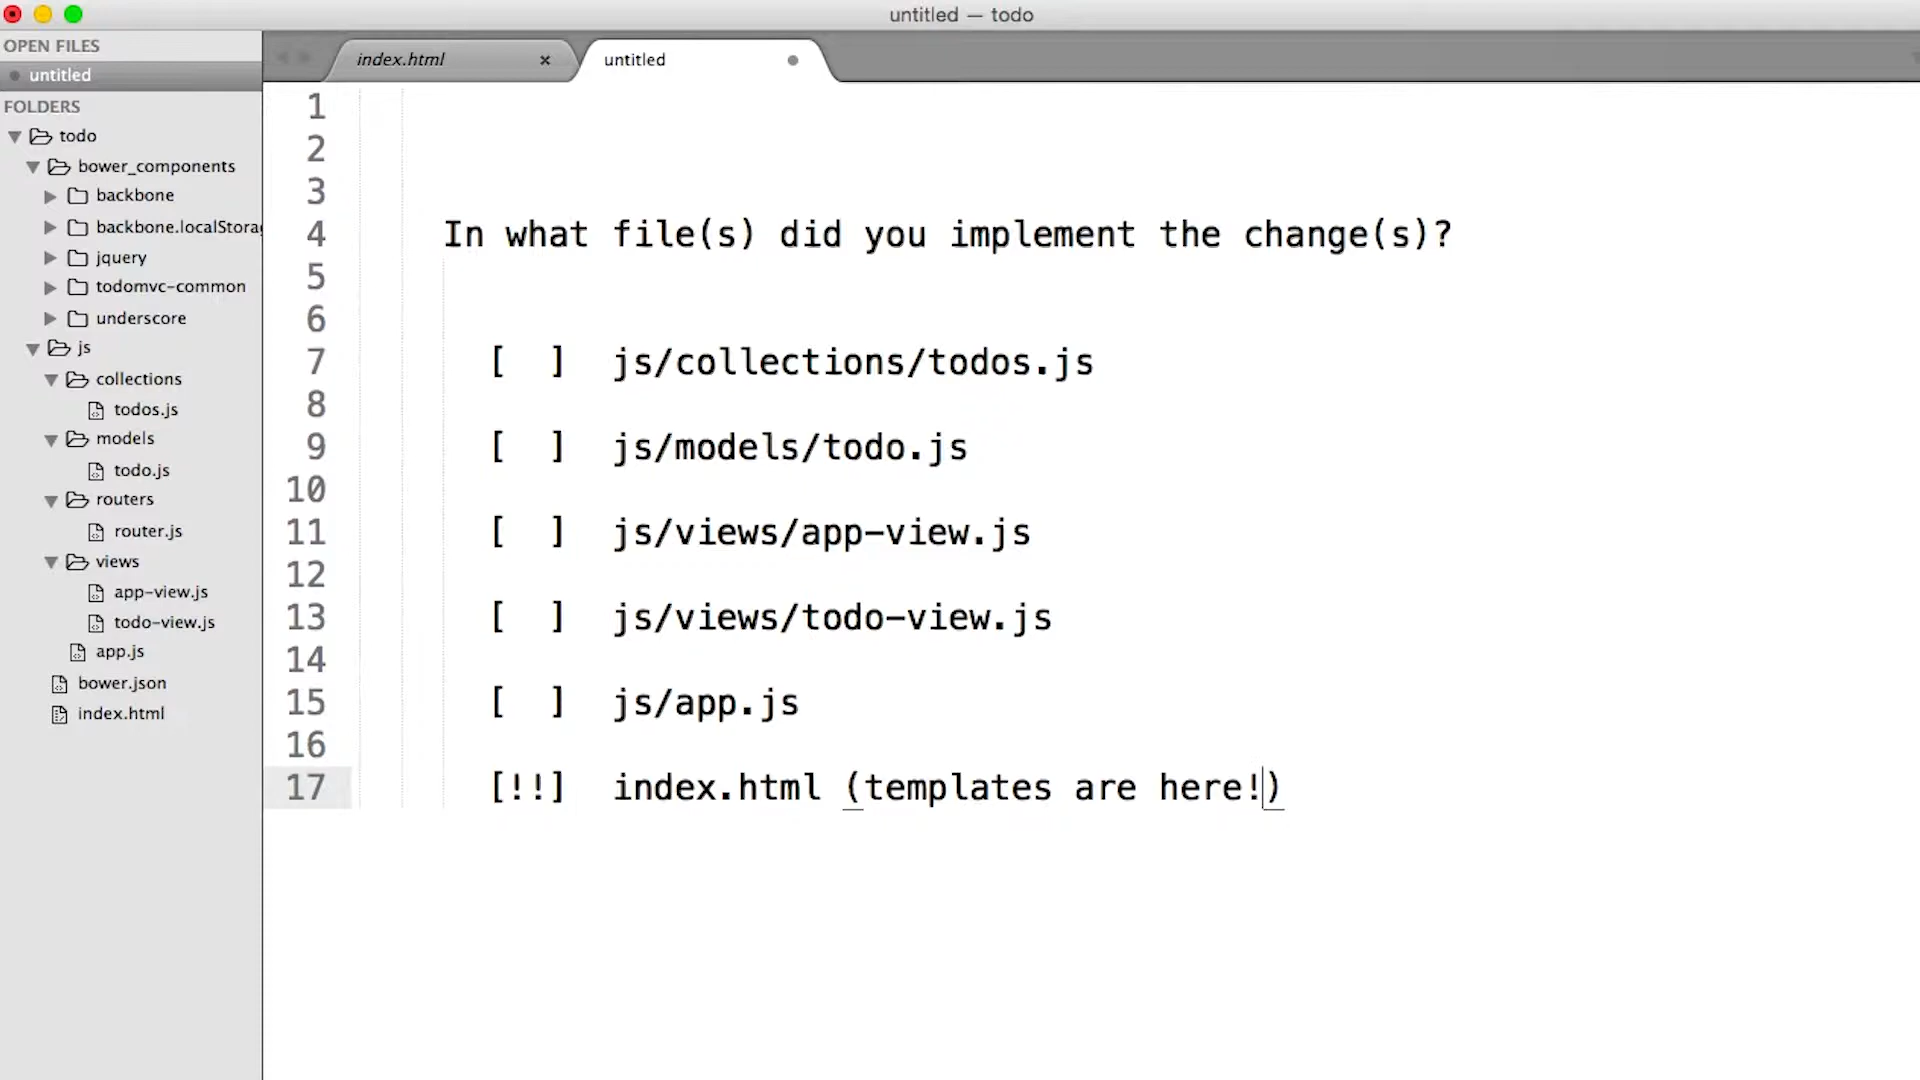 untitled — todo
OPEN FILES
untitled
FOLDERS
todo
bower_components
backbone
backbone.localStora
jquery
todomvc-common
underscore
js
collections
todos.js
models
todo.js
routers
router.js
views
app-view.js
todo-view.js
app.js
bower.json
index.html
index.html × untitled
1
2
3
4 In what file(s) did you implement the change(s)?
5
6
7 [ ] js/collections/todos.js
8
9 [ ] js/models/todo.js
10
11 [ ] js/views/app-view.js
12
13 [ ] js/views/todo-view.js
14
15 [ ] js/app.js
16
17 [!!] index.html (templates are here!)